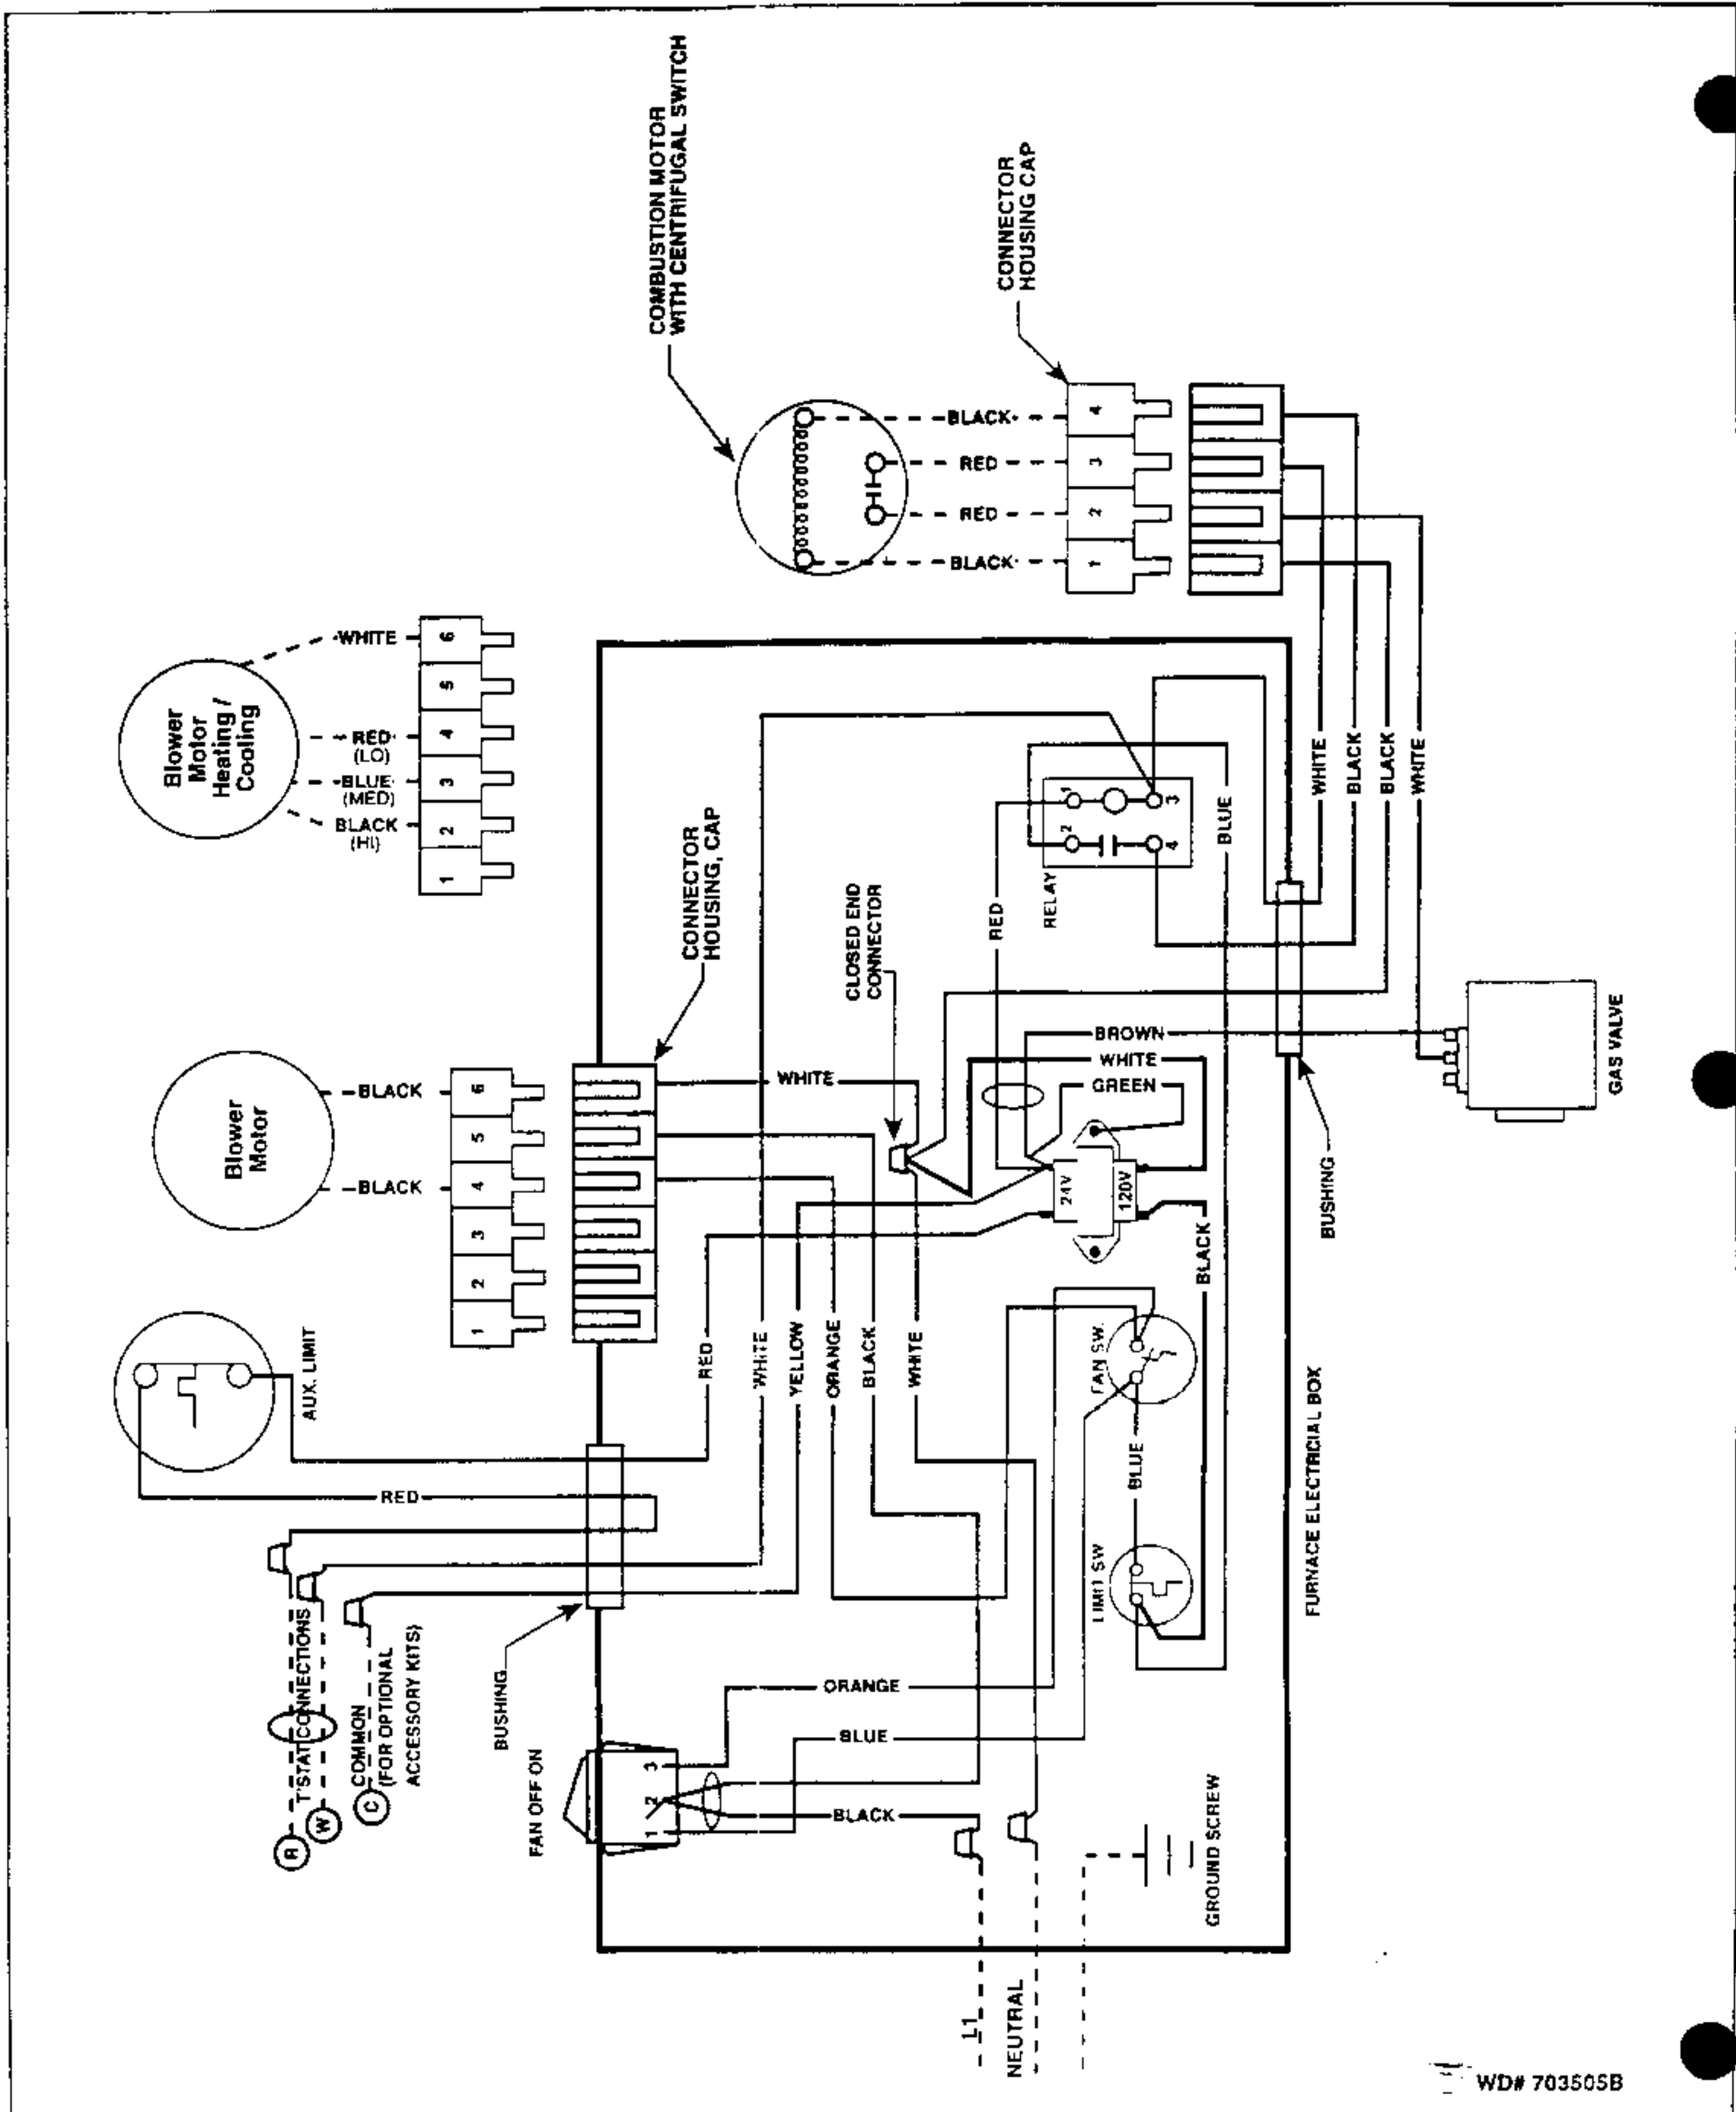 COMBUSTION MOTOR
WITH CENTRIFUGAL SWITCH
CONNECTOR
HOUSING CAP
BLACK
RED
RED
BLACK
4
3
2
1
Blower
Motor
Heating /
Cooling
WHITE
RED
(LO)
BLUE
(MED)
BLACK
(HI)
6
5
4
3
2
1
CONNECTOR
HOUSING, CAP
Blower
Motor
BLACK
BLACK
6
5
4
3
2
1
AUX. LIMIT
RED
T'STAT CONNECTIONS
R
W
C
COMMON
(FOR OPTIONAL
ACCESSORY KITS)
BUSHING
FAN OFF ON
3
2
1
RED
WHITE
YELLOW
ORANGE
BLACK
WHITE
WHITE
CLOSED END
CONNECTOR
RED
RELAY
1
2
3
4
BLUE
WHITE
BLACK
BLACK
WHITE
BROWN
WHITE
GREEN
24V
120V
BLACK
FAN SW.
BLUE
LIMIT SW
ORANGE
BLUE
BLACK
BUSHING
GAS VALVE
FURNACE ELECTRCIAL BOX
GROUND SCREW
L1
NEUTRAL
WD# 703505B